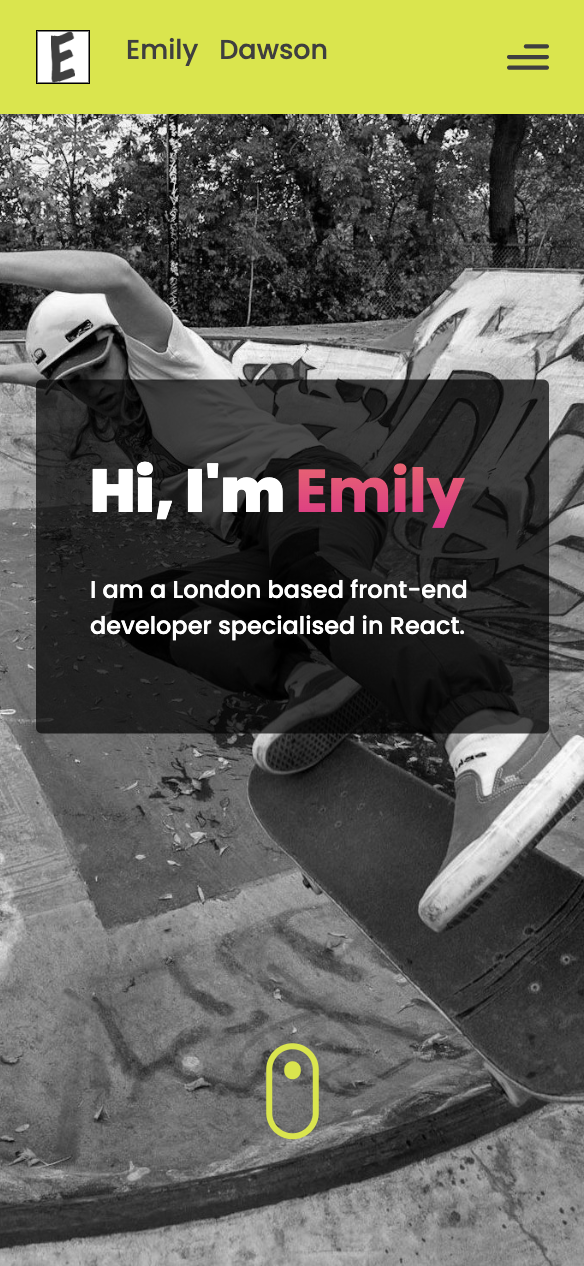 E
Emily Dawson
Hi, I'm Emily
I am a London based front-end
developer specialised in React.